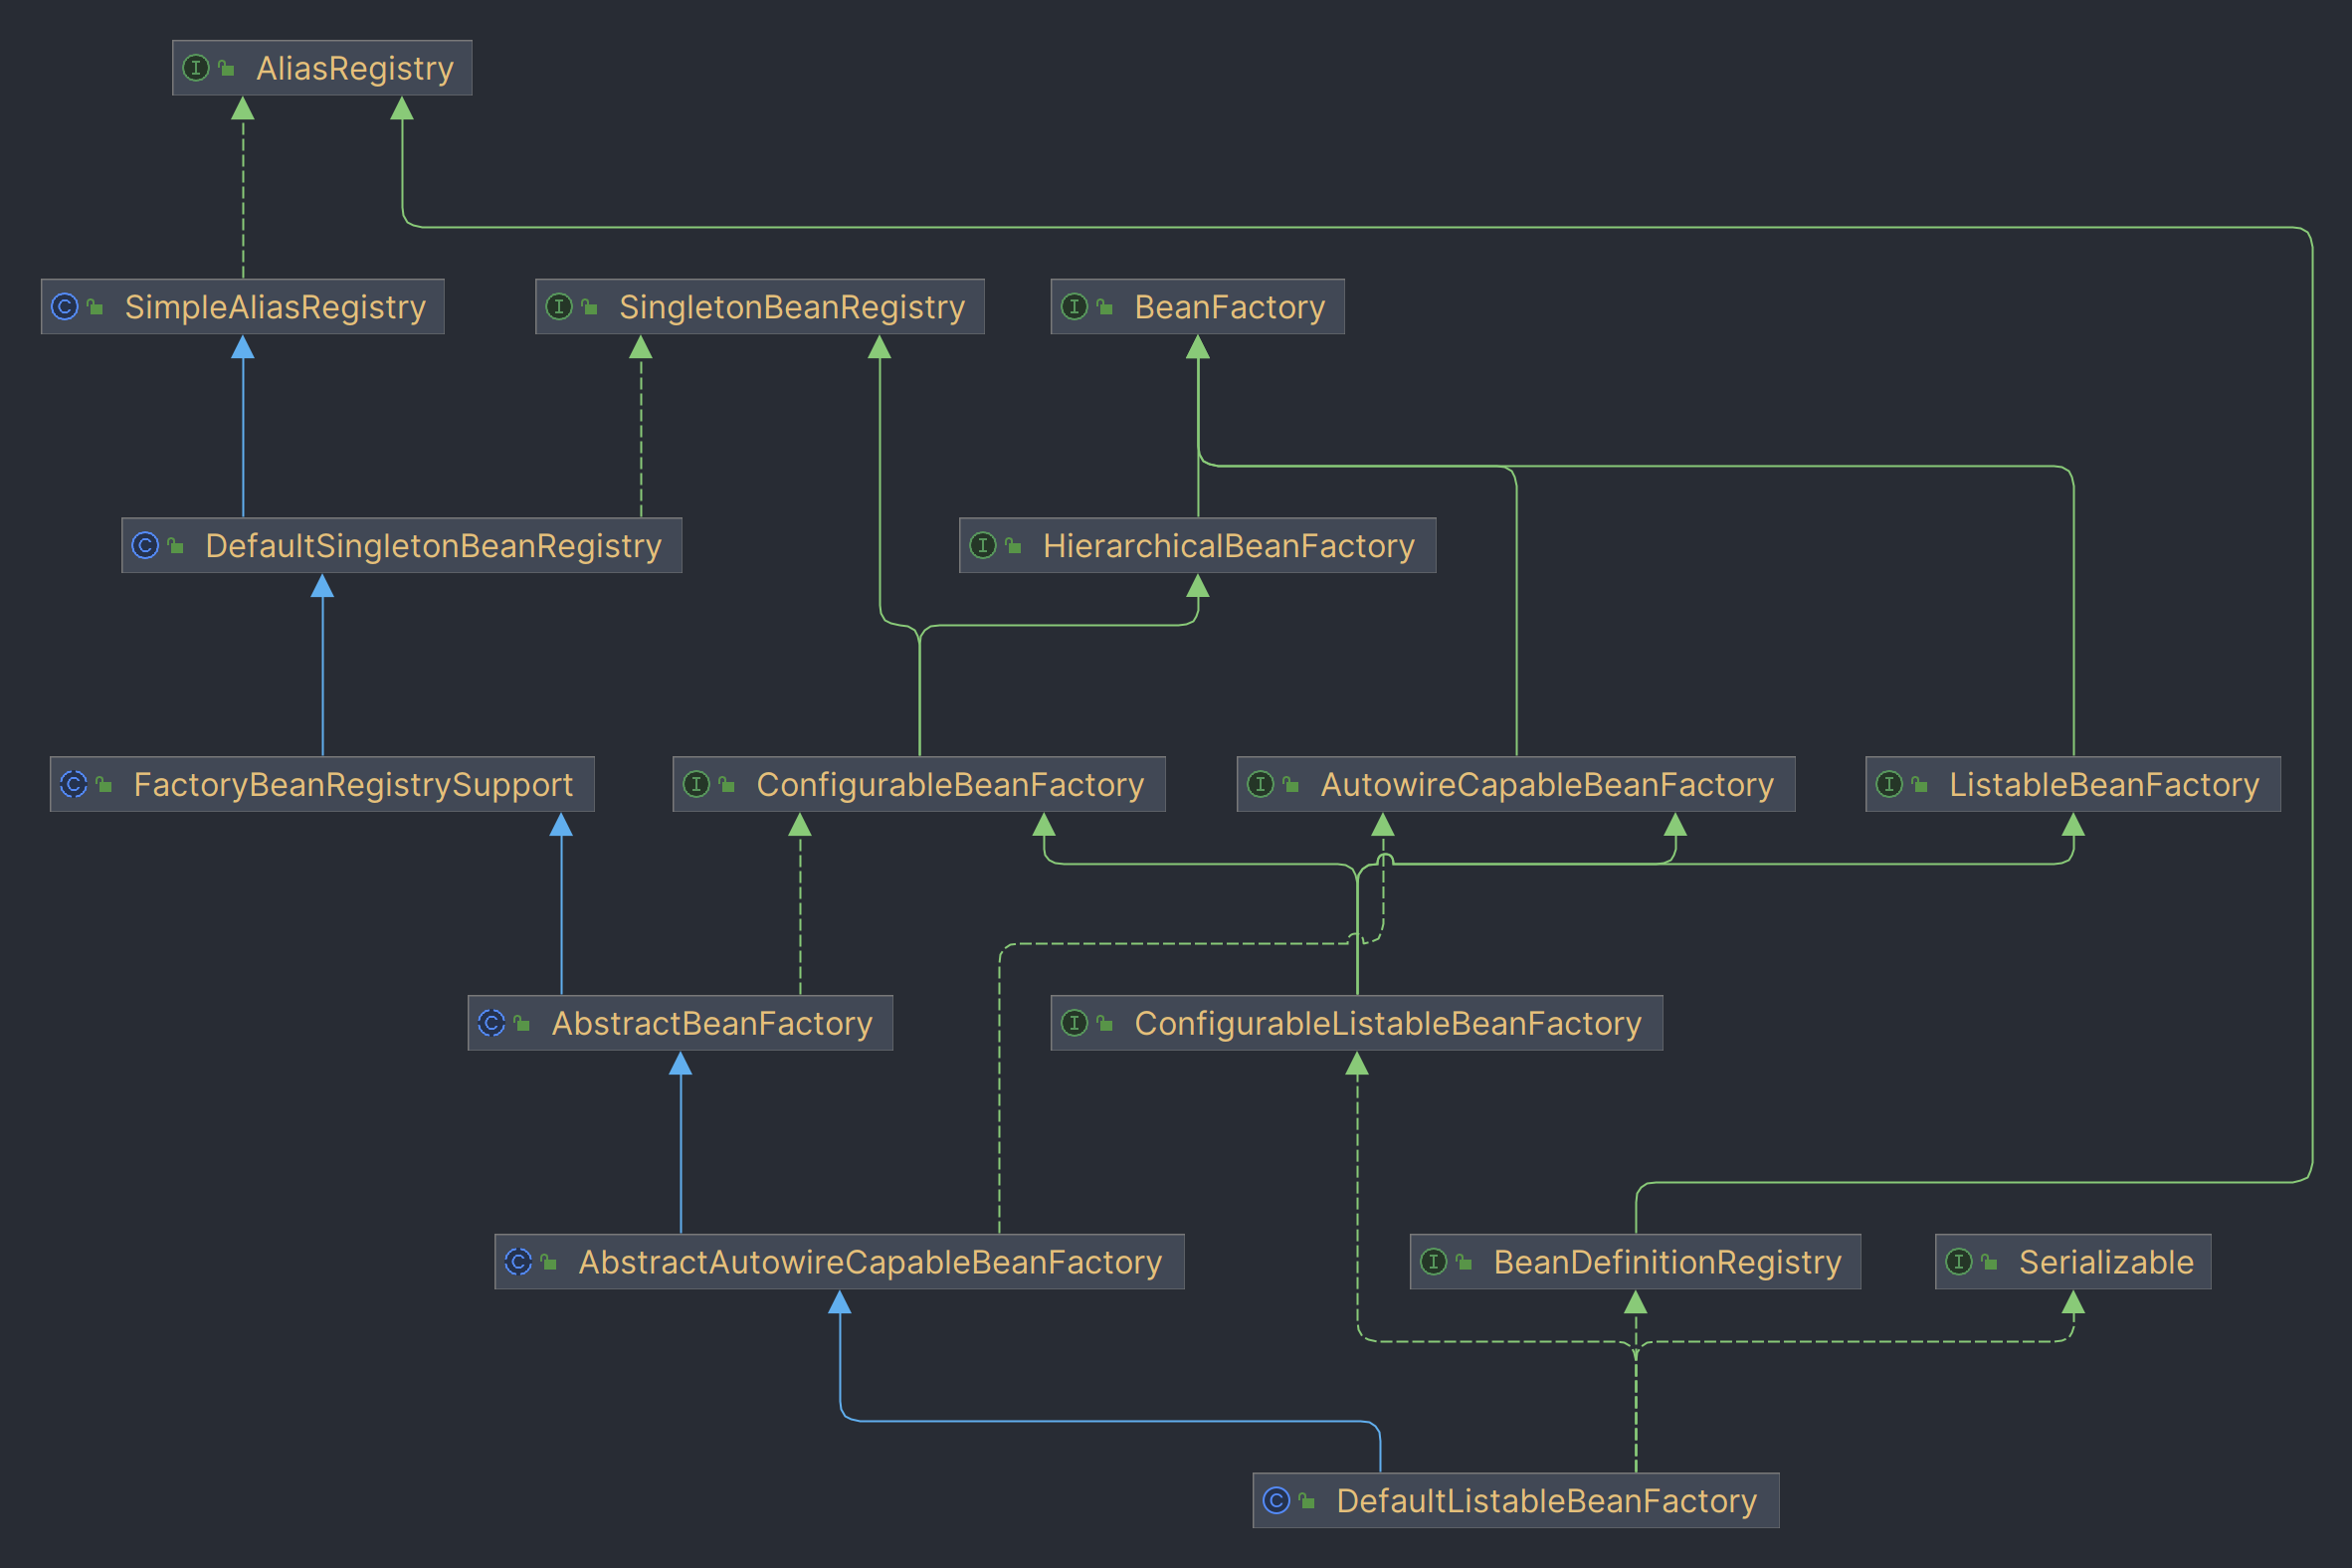 AliasRegistry
SimpleAliasRegistry
SingletonBeanRegistry
BeanFactory
DefaultSingletonBeanRegistry
HierarchicalBeanFactory
FactoryBeanRegistrySupport
ConfigurableBeanFactory
AutowireCapableBeanFactory
ListableBeanFactory
AbstractBeanFactory
ConfigurableListableBeanFactory
AbstractAutowireCapableBeanFactory
BeanDefinitionRegistry
Serializable
DefaultListableBeanFactory